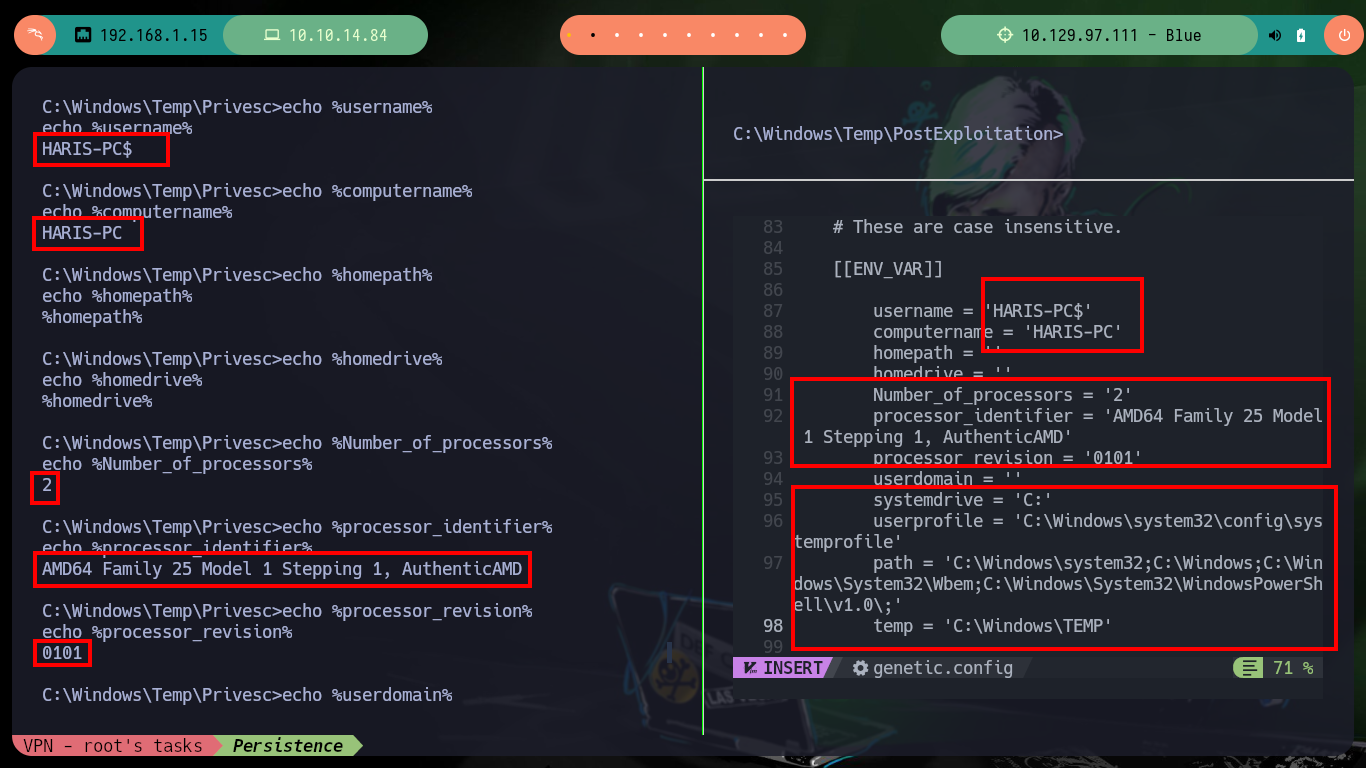 192.168.1.15
10.10.14.84
10.129.97.111 - Blue
C:\Windows\Temp\Privesc>echo %username%
echo %username%
HARIS-PC$
C:\Windows\Temp\Privesc>echo %computername%
echo %computername%
HARIS-PC
C:\Windows\Temp\Privesc>echo %homepath%
echo %homepath%
%homepath%
C:\Windows\Temp\Privesc>echo %homedrive%
echo %homedrive%
%homedrive%
C:\Windows\Temp\Privesc>echo %Number_of_processors%
echo %Number_of_processors%
2
C:\Windows\Temp\Privesc>echo %processor_identifier%
echo %processor_identifier%
AMD64 Family 25 Model 1 Stepping 1, AuthenticAMD
C:\Windows\Temp\Privesc>echo %processor_revision%
echo %processor_revision%
0101
C:\Windows\Temp\Privesc>echo %userdomain%
C:\Windows\Temp\PostExploitation>
83 # These are case insensitive.
84
85 [[ENV_VAR]]
86
87 username = 'HARIS-PC$'
88 computername = 'HARIS-PC'
89 homepath = ''
90 homedrive = ''
91 Number_of_processors = '2'
92 processor_identifier = 'AMD64 Family 25 Model
1 Stepping 1, AuthenticAMD'
93 processor_revision = '0101'
94 userdomain = ''
95 systemdrive = 'C:'
96 userprofile = 'C:\Windows\system32\config\sys
temprofile'
97 path = 'C:\Windows\system32;C:\Windows;C:\Win
dows\System32\Wbem;C:\Windows\System32\WindowsPowerSh
ell\v1.0\;'
98 temp = 'C:\Windows\TEMP'
99
INSERT genetic.config 71 %
VPN - root's tasks Persistence